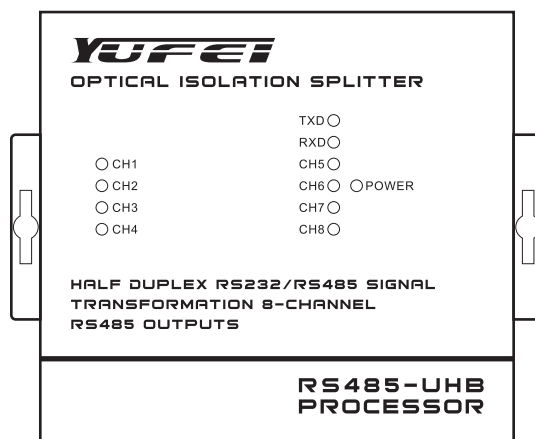 YUFEI
OPTICAL ISOLATION SPLITTER
TXD
RXD
CH1 CH5
CH2 CH6 POWER
CH3 CH7
CH4 CH8
HALF DUPLEX RS232/RS485 SIGNAL
TRANSFORMATION 8-CHANNEL
RS485 OUTPUTS
RS485-UHB
PROCESSOR